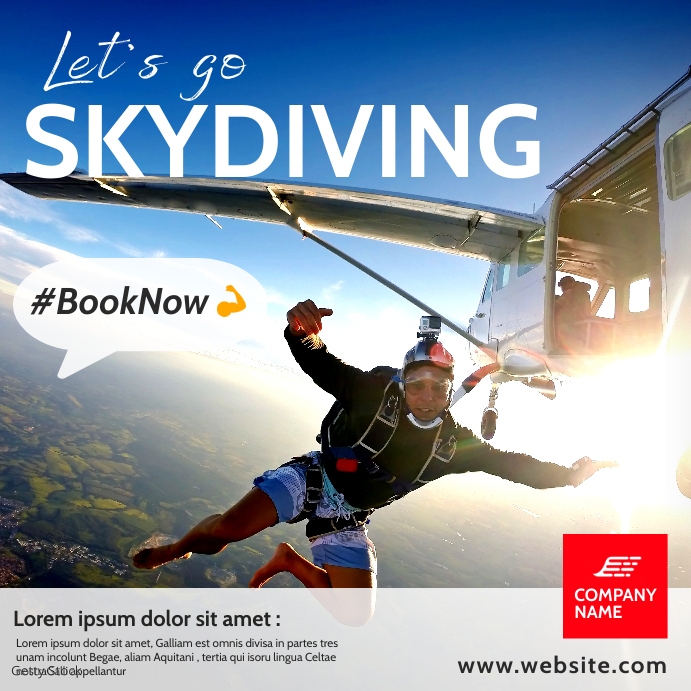 Let's go
SKYDIVING
#BookNow 💪
COMPANY
NAME
Lorem ipsum dolor sit amet :
Lorem ipsum dolor sit amet, Galliam est omnis divisa in partes tres
unam incolunt Begae, aliam Aquitani , tertia qui isoru lingua Celtae
appellantur
www.website.com